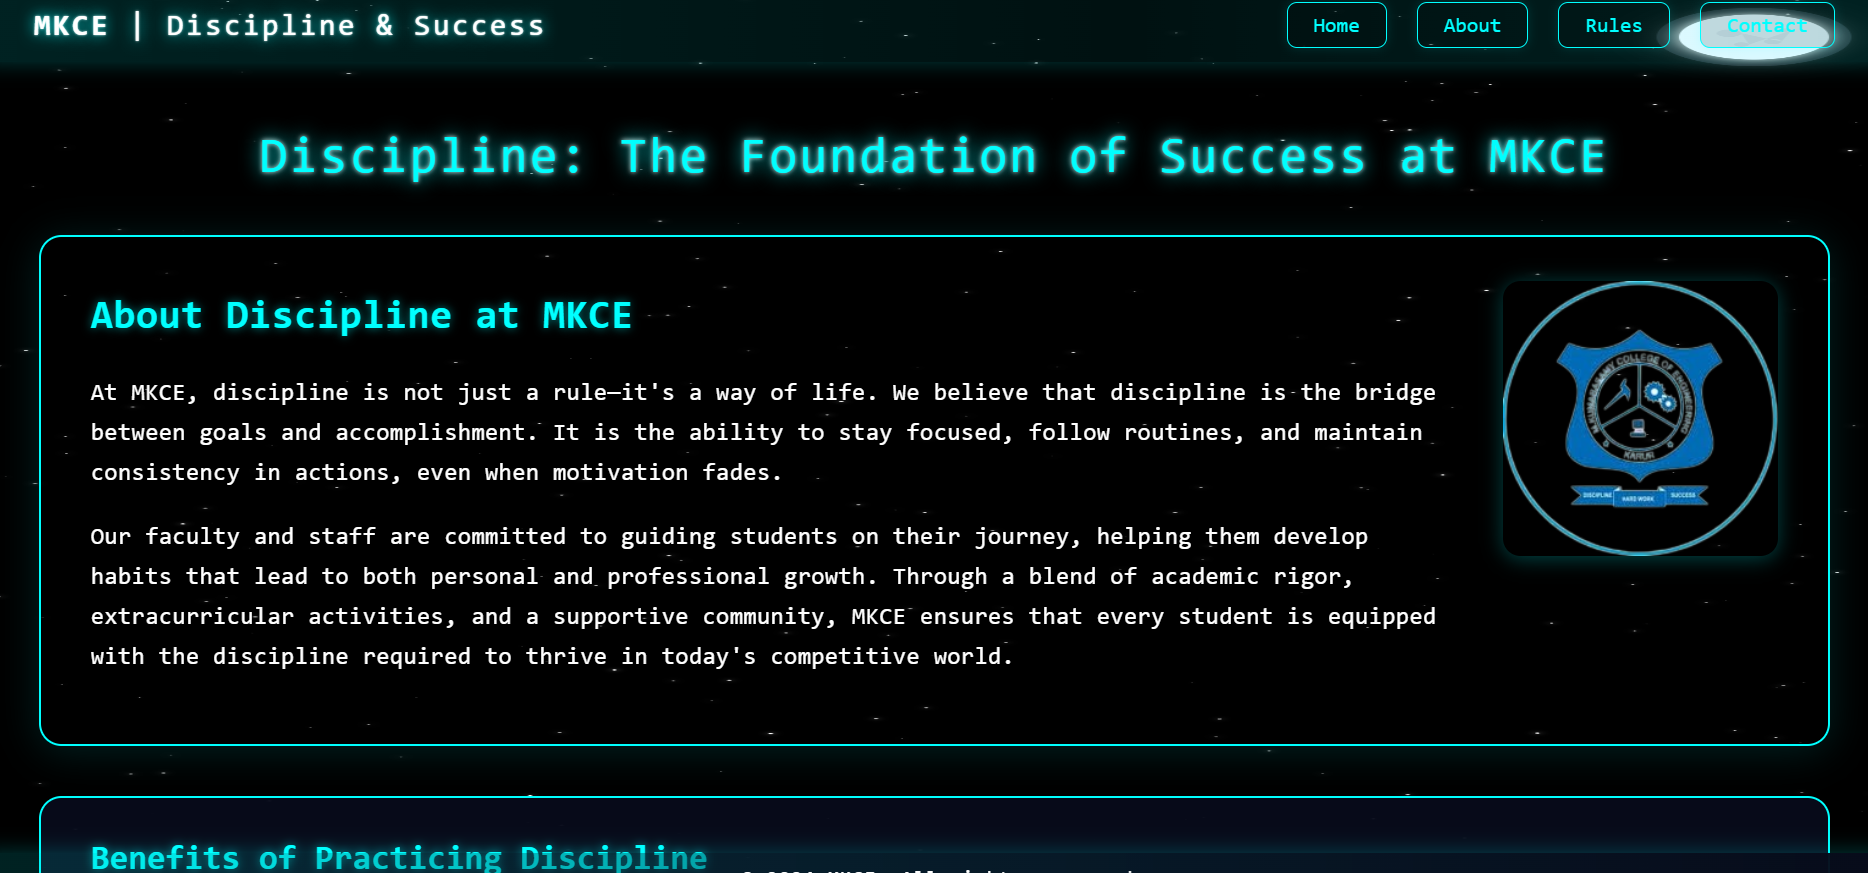 MKCE | Discipline & Success
Home
About
Rules
Contact
Discipline: The Foundation of Success at MKCE
About Discipline at MKCE
At MKCE, discipline is not just a rule—it's a way of life. We believe that discipline is the bridge
between goals and accomplishment. It is the ability to stay focused, follow routines, and maintain
consistency in actions, even when motivation fades.
Our faculty and staff are committed to guiding students on their journey, helping them develop
habits that lead to both personal and professional growth. Through a blend of academic rigor,
extracurricular activities, and a supportive community, MKCE ensures that every student is equipped
with the discipline required to thrive in today's competitive world.
M.KUMARASAMY COLLEGE OF ENGINEERING
KARUR
DISCIPLINE
HARD WORK
SUCCESS
Benefits of Practicing Discipline